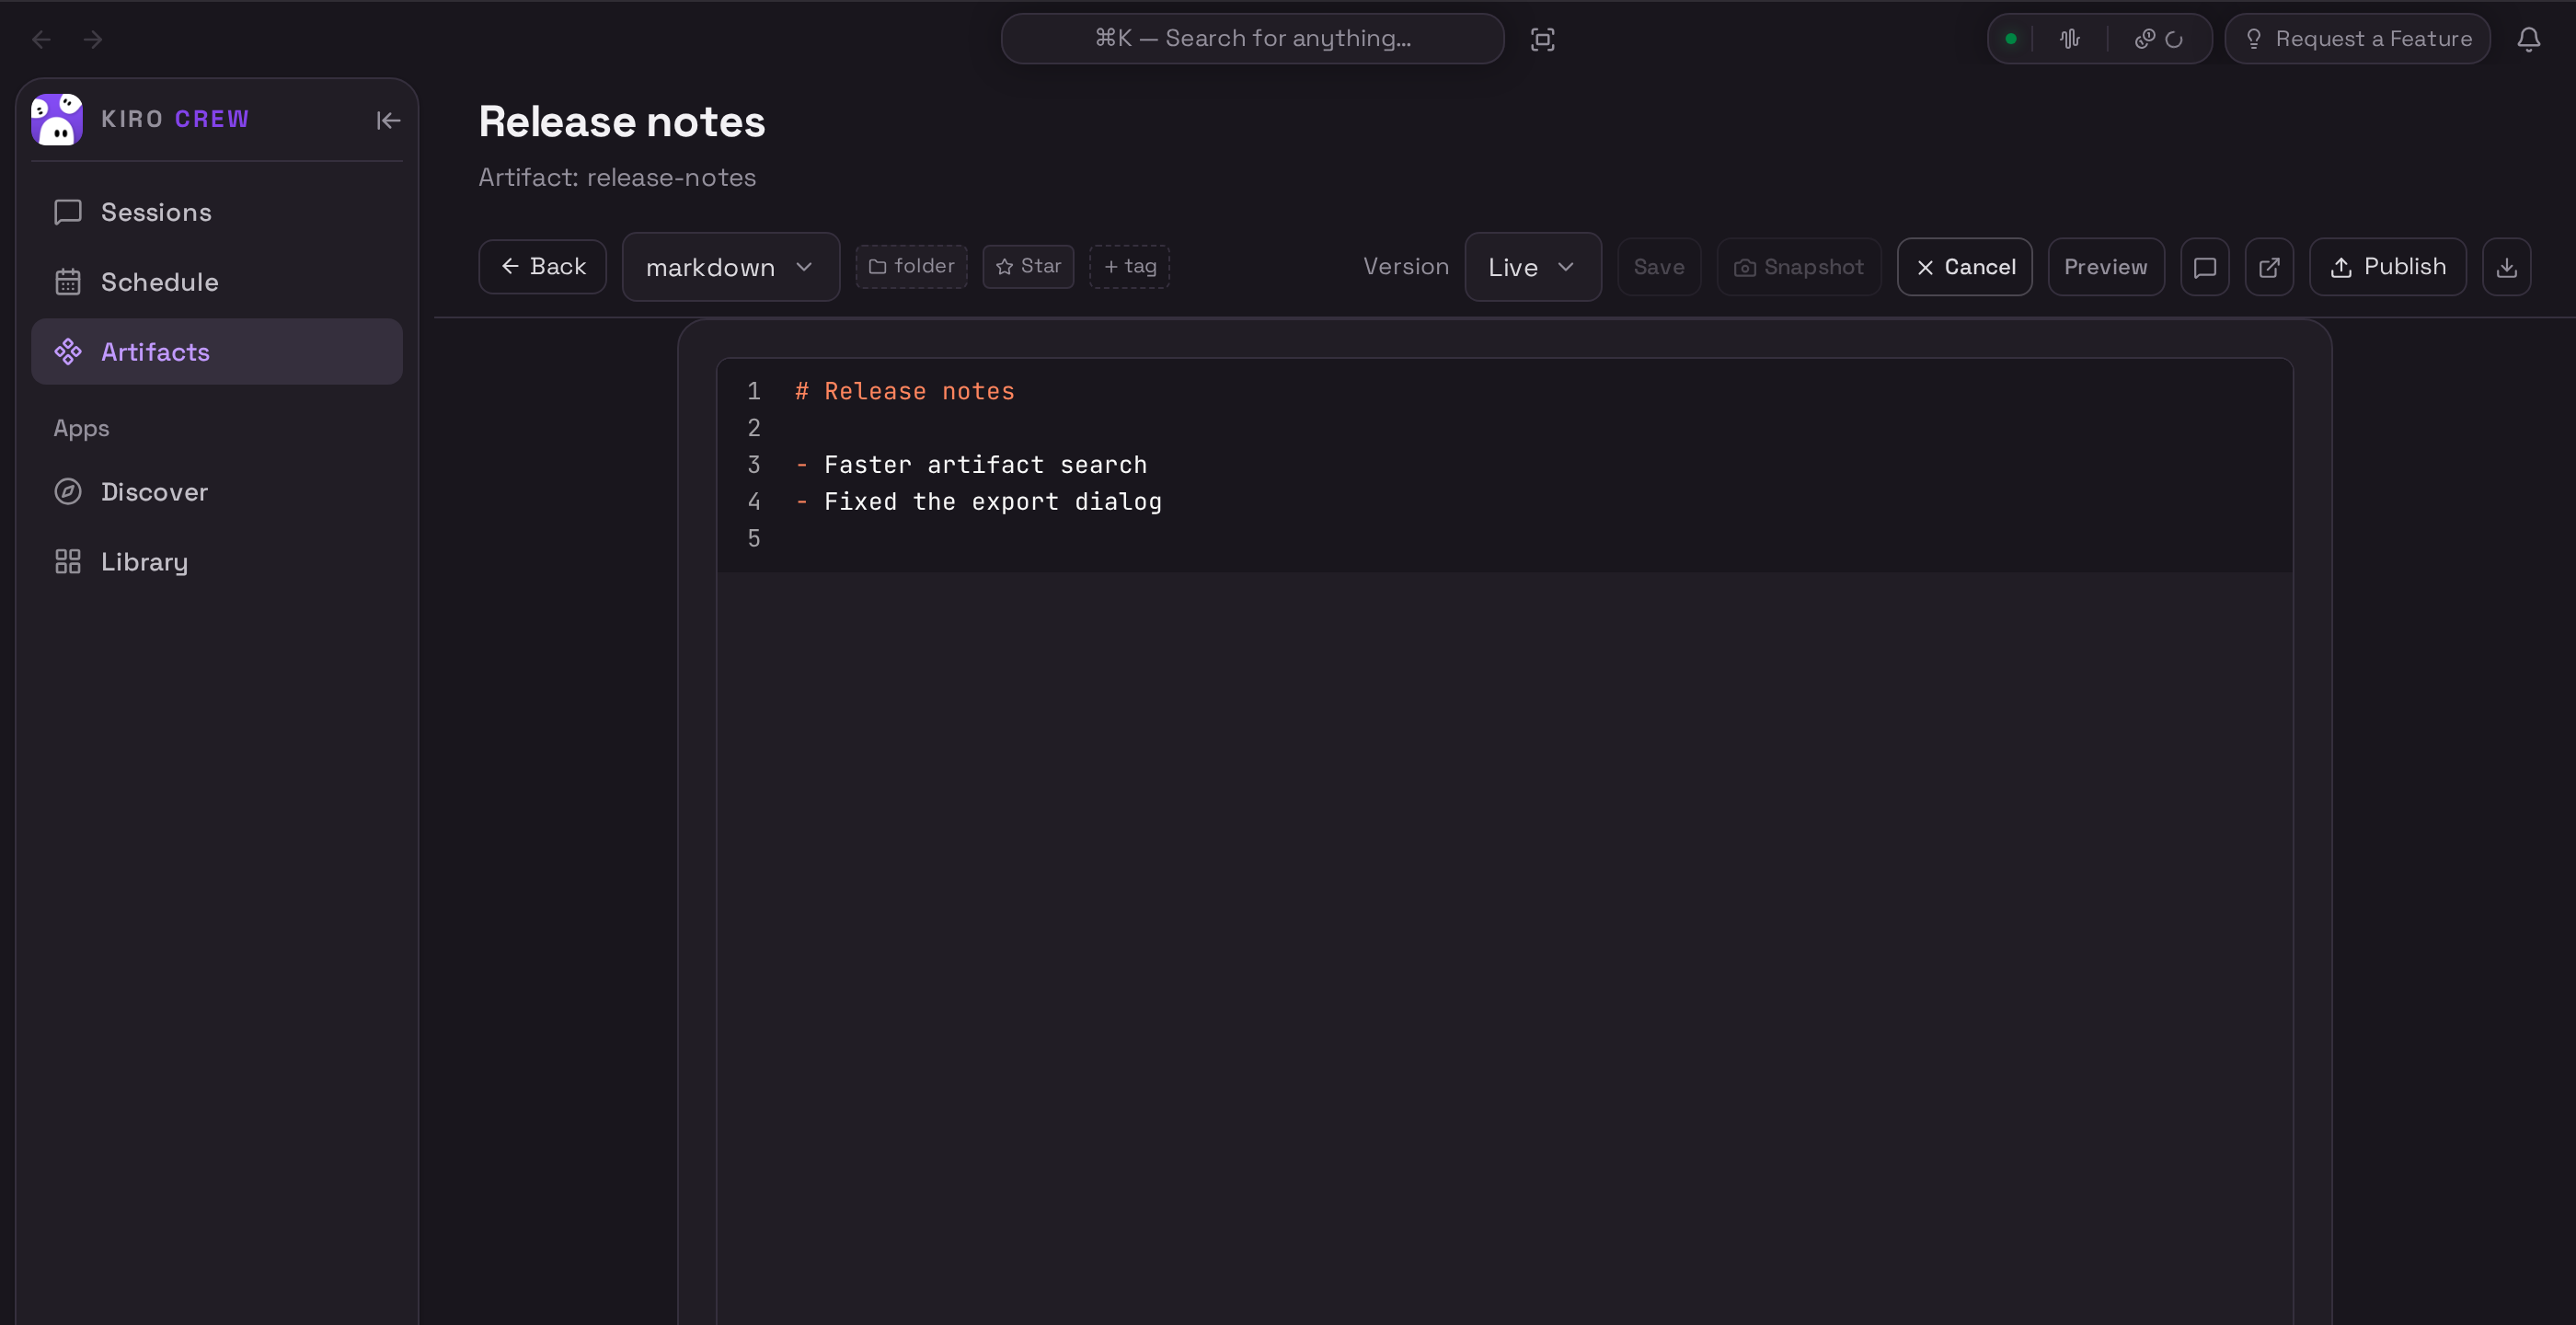 ⌘K — Search for anything...
Request a Feature
KIRO CREW
Sessions
Schedule
Artifacts
Apps
Discover
Library
Release notes
Artifact: release-notes
Back
markdown
folder
Star
+ tag
Version
Live
Save
Snapshot
Cancel
Preview
Publish
1 # Release notes
2
3 - Faster artifact search
4 - Fixed the export dialog
5